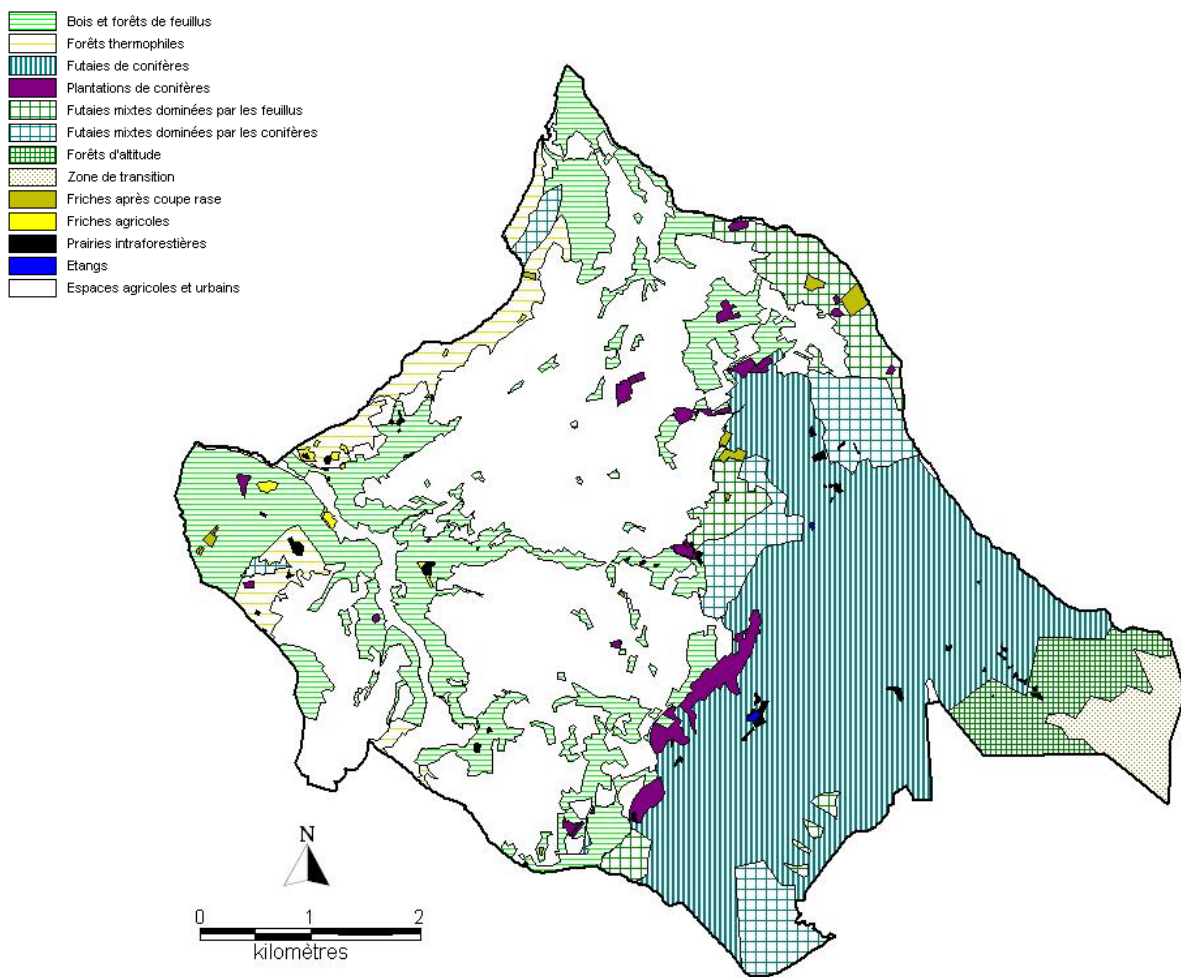 Bois et forêts de feuillus
Forêts thermophiles
Futaies de conifères
Plantations de conifères
Futaies mixtes dominées par les feuillus
Futaies mixtes dominées par les conifères
Forêts d'altitude
Zone de transition
Friches après coupe rase
Friches agricoles
Prairies intraforestières
Etangs
Espaces agricoles et urbains
N
0 1 2
kilomètres